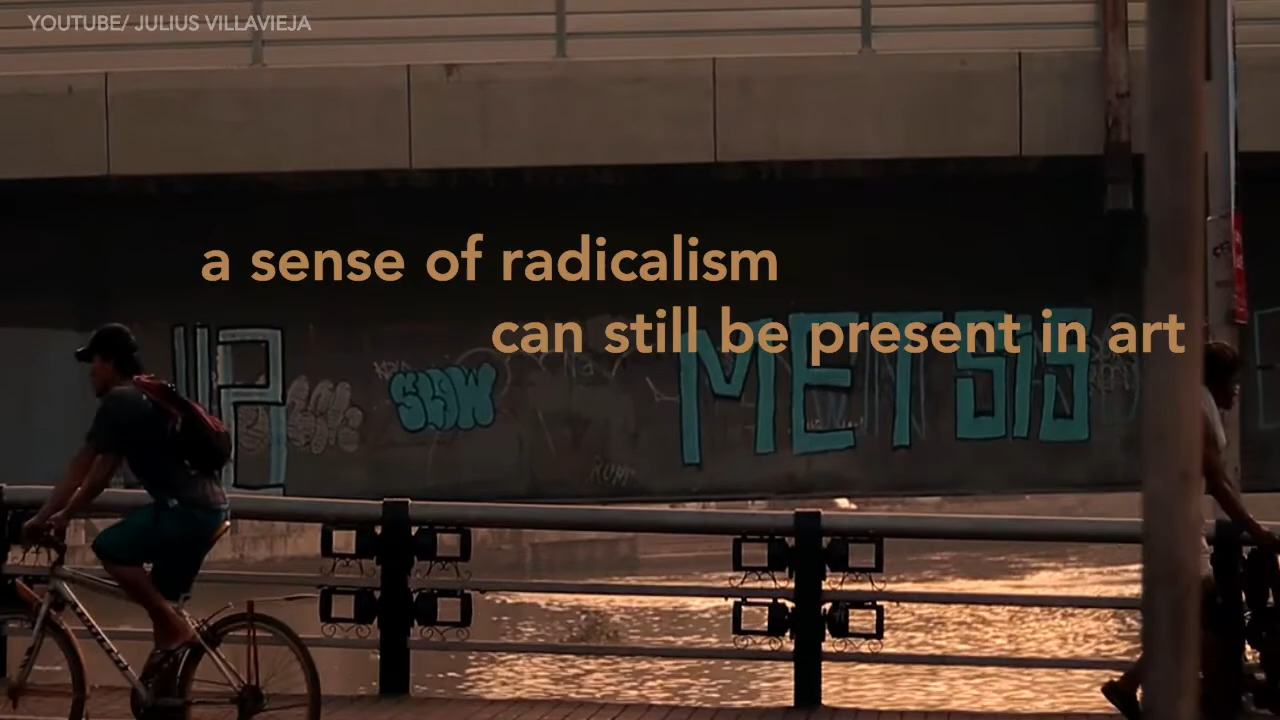 YOUTUBE/ JULIUS VILLAVIEJA
a sense of radicalism
can still be present in art
SLOW
METSIS